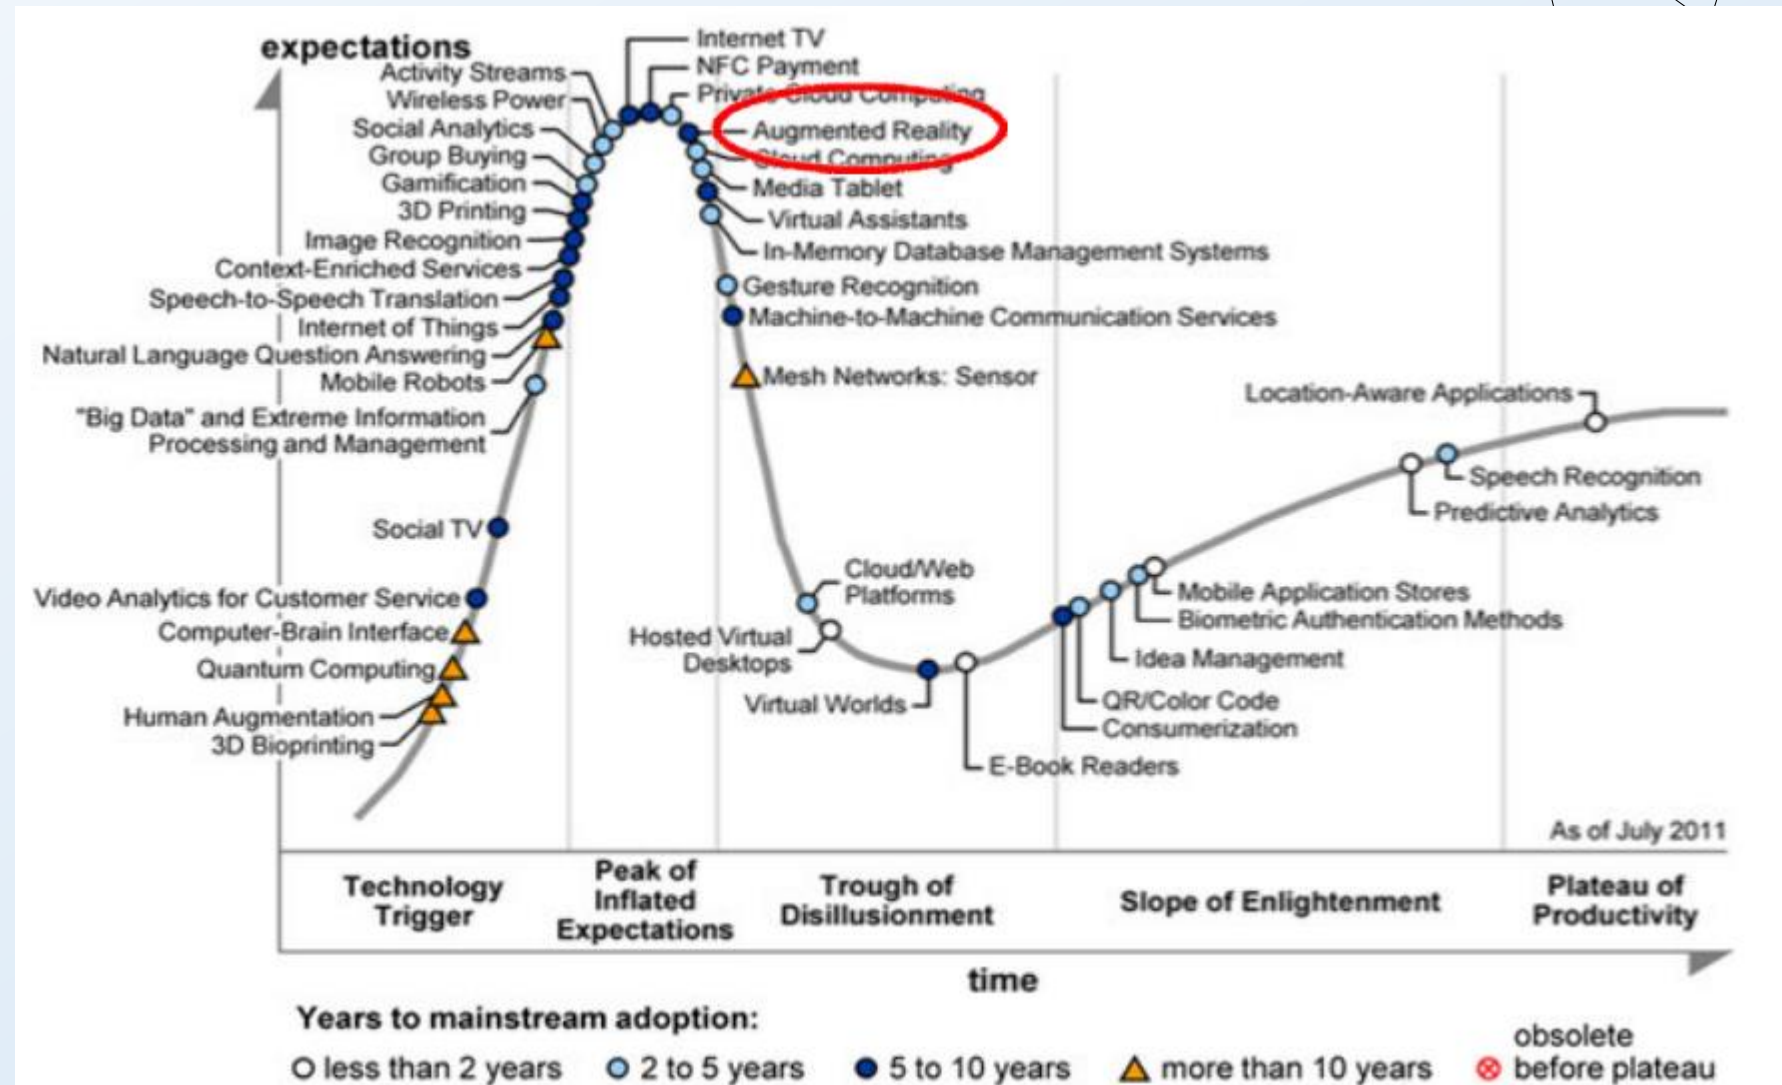 expectations
Internet TV
NFC Payment
Private Cloud Computing
Augmented Reality
Cloud Computing
Media Tablet
Virtual Assistants
In-Memory Database Management Systems
Gesture Recognition
Machine-to-Machine Communication Services
Mesh Networks: Sensor
Activity Streams
Wireless Power
Social Analytics
Group Buying
Gamification
3D Printing
Image Recognition
Context-Enriched Services
Speech-to-Speech Translation
Internet of Things
Natural Language Question Answering
Mobile Robots
"Big Data" and Extreme Information
Processing and Management
Social TV
Video Analytics for Customer Service
Computer-Brain Interface
Quantum Computing
Human Augmentation
3D Bioprinting
Cloud/Web
Platforms
Hosted Virtual
Desktops
Virtual Worlds
E-Book Readers
Location-Aware Applications
Speech Recognition
Predictive Analytics
Mobile Application Stores
Biometric Authentication Methods
Idea Management
QR/Color Code
Consumerization
As of July 2011
Technology
Trigger
Peak of
Inflated
Expectations
Trough of
Disillusionment
Slope of Enlightenment
Plateau of
Productivity
time
Years to mainstream adoption:
less than 2 years
2 to 5 years
5 to 10 years
more than 10 years
obsolete
before plateau